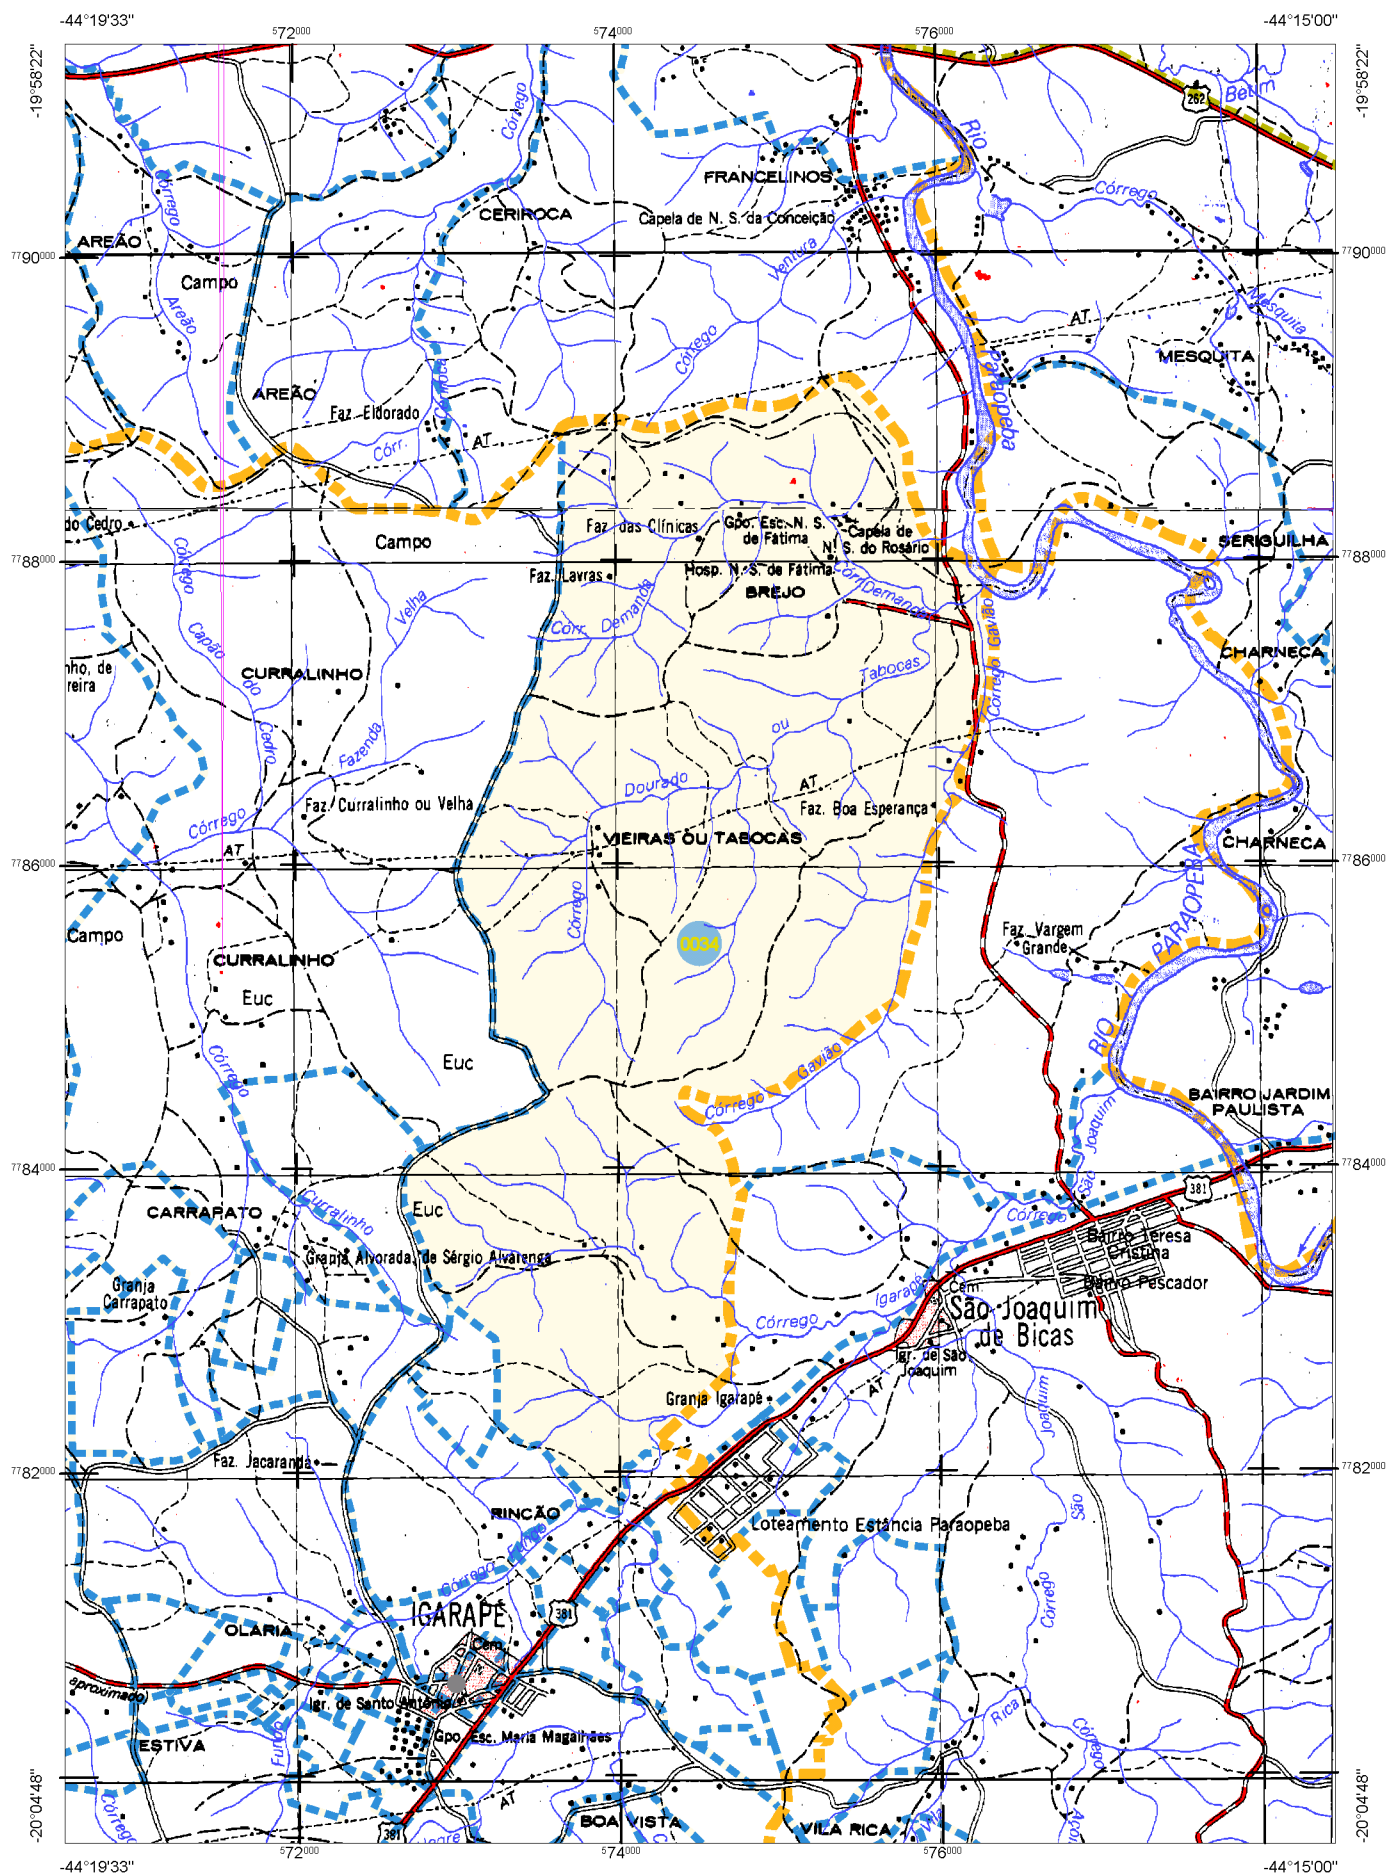 -44°19'33"
-44°15'00"
572000
574000
576000
-19°58'22"
-19°58'22"
262
Betim
Córrego
Rio
FRANCELINOS
Córrego
Córrego
CERIROCA
Capela de N. S. da Conceição
AREÃO
7790000
7790000
Ventura
Campo
Areão
Mesquita
AT
Córrego
Paraopeba
MESQUITA
AREÃO
Ceriroca
Faz. Eldorado
Córr.
AT
do Cedro
Faz. das Clínicas
Gpo. Esc. N. S.
de Fátima
Capela de
N. S. do Rosário
SERIGUILHA
Campo
7788000
7788000
Córrego
Faz. Lavras
Hosp. N. S. de Fátima
BREJO
Córr.
Demanda
Velha
Córr. Demanda
Capão
Gavião
CHARNECA
nho, de
reira
CURRALINHO
Tabocas
do
Córrego
ou
Cedro
Fazenda
Dourado
AT
Faz. Curralinho ou Velha
Faz. Boa Esperança
Córrego
VIEIRAS OU TABOCAS
CHARNECA
AT
7786000
7786000
PARAOPEBA
Córrego
Campo
0034
Faz. Vargem
Grande
CURRALINHO
Euc
RIO
Euc
Córrego
Gavião
Córrego
BAIRRO JARDIM
PAULISTA
Joaquim
São
7784000
7784000
381
Curralinho
Euc
CARRAPATO
Córrego
Bairro Teresa
Cristina
Granja Alvorada, de Sérgio Alvarenga
Granja
Carrapato
Bairro Pescador
Igarapé
Cem.
São Joaquim
de Bicas
Córrego
Igr. de São
Joaquim
AT
Granja Igarapé
Joaquim
Faz. Jacarandá
7782000
7782000
São
RINCÃO
Loteamento Estância Paraopeba
Fundo
Córrego
Córrego
IGARAPÉ
381
OLARIA
Cem.
aproximado)
Igr. de Santo Antônio
Rica
Córrego
Fundo
ESTIVA
Gpo. Esc. Maria Magalhães
-20°04'48"
-20°04'48"
AT
Córrego
BOA VISTA
VILA RICA
381
572000
574000
576000
-44°19'33"
-44°15'00"